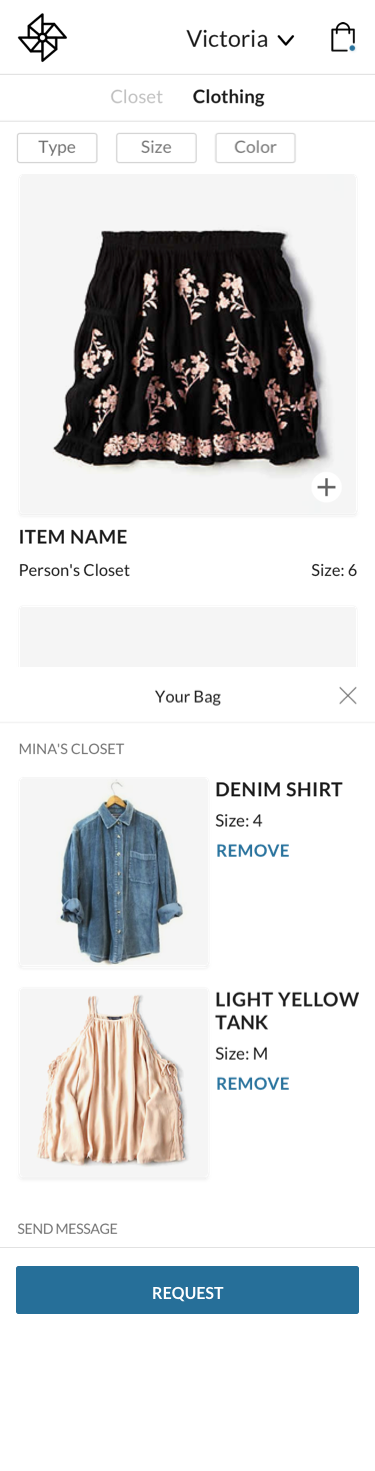 Victoria
Closet Clothing
Type Size Color
ITEM NAME
Person's Closet Size: 6
Your Bag
MINA'S CLOSET
DENIM SHIRT
Size: 4
REMOVE
LIGHT YELLOW
TANK
Size: M
REMOVE
SEND MESSAGE
REQUEST